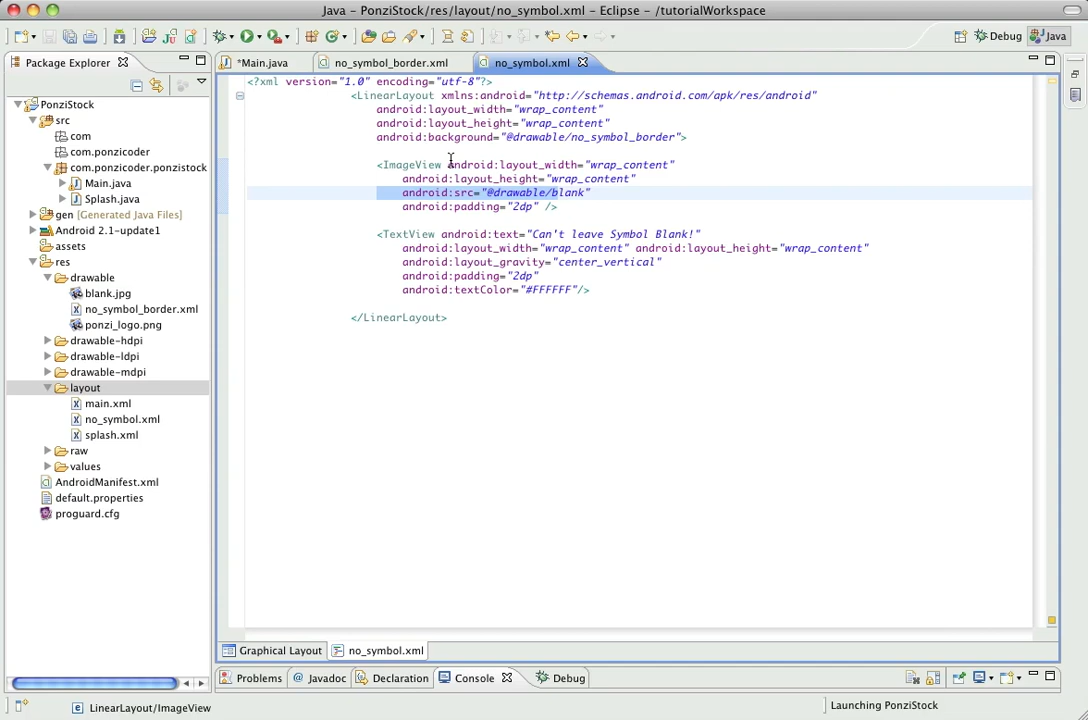 Java - PonziStock/res/layout/no_symbol.xml - Eclipse - /tutorialWorkspace
Debug
Java
Package Explorer
*Main.java
no_symbol_border.xml
no_symbol.xml
PonziStock
src
com
com.ponzicoder
com.ponzicoder.ponzistock
Main.java
Splash.java
gen [Generated Java Files]
Android 2.1-update1
assets
res
drawable
blank.jpg
no_symbol_border.xml
ponzi_logo.png
drawable-hdpi
drawable-ldpi
drawable-mdpi
layout
main.xml
no_symbol.xml
splash.xml
raw
values
AndroidManifest.xml
default.properties
proguard.cfg
<?xml version="1.0" encoding="utf-8"?>
<LinearLayout xmlns:android="http://schemas.android.com/apk/res/android"
android:layout_width="wrap_content"
android:layout_height="wrap_content"
android:background="@drawable/no_symbol_border">
<ImageView android:layout_width="wrap_content"
android:layout_height="wrap_content"
android:src="@drawable/blank"
android:padding="2dp" />
<TextView android:text="Can't leave Symbol Blank!"
android:layout_width="wrap_content" android:layout_height="wrap_content"
android:layout_gravity="center_vertical"
android:padding="2dp"
android:textColor="#FFFFFF"/>
</LinearLayout>
Graphical Layout
no_symbol.xml
Problems
Javadoc
Declaration
Console
Debug
LinearLayout/ImageView
Launching PonziStock